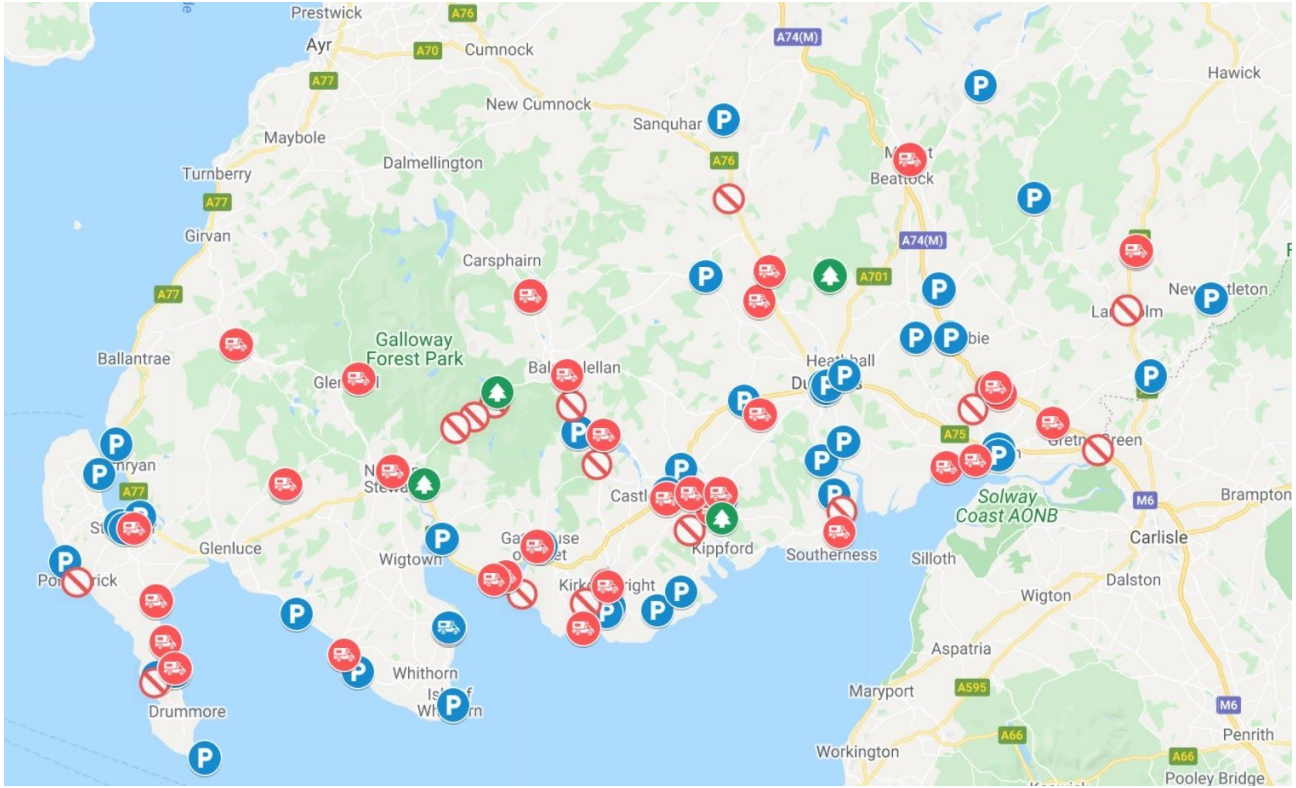 Prestwick
A76
A74(M)
Ayr
A70
Cumnock
Hawick
A77
P
New Cumnock
Sanquhar
P
Maybole
Dalmellington
A76
Beattock
Turnberry
A77
P
Girvan
A74(M)
Carsphairn
P
A701
P
A77
P
Galloway
Forest Park
P
P
Ballantrae
Heathhall
P
P
P
P
P
A75
P
P
P
P
P
P
Solway
Coast AONB
M6
Brampton
A77
P
P
Carlisle
P
Glenluce
Wigtown
P
P
Kippford
Southerness
Silloth
P
Dalston
P
P
P
P
Wigton
Whithorn
P
Aspatria
Drummore
P
Maryport
A595
M6
P
Workington
A66
Penrith
A66
Pooley Bridge